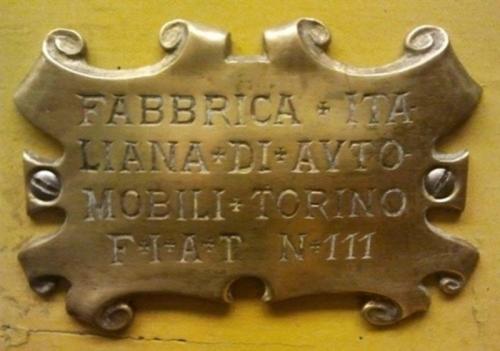 FABBRICA + ITA-
LIANA + DI + AVTO-
MOBILI + TORINO
F + I + A + T N + 111